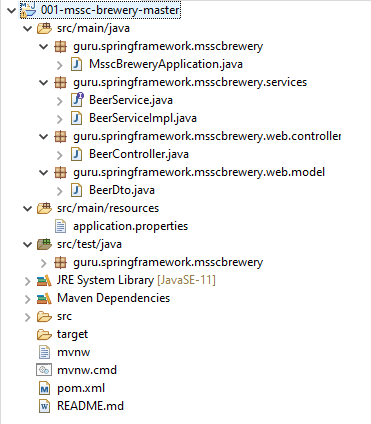 001-mssc-brewery-master
src/main/java
guru.springframework.msscbrewery
MsscBreweryApplication.java
guru.springframework.msscbrewery.services
BeerService.java
BeerServiceImpl.java
guru.springframework.msscbrewery.web.controller
BeerController.java
guru.springframework.msscbrewery.web.model
BeerDto.java
src/main/resources
application.properties
src/test/java
guru.springframework.msscbrewery
JRE System Library [JavaSE-11]
Maven Dependencies
src
target
mvnw
mvnw.cmd
pom.xml
README.md